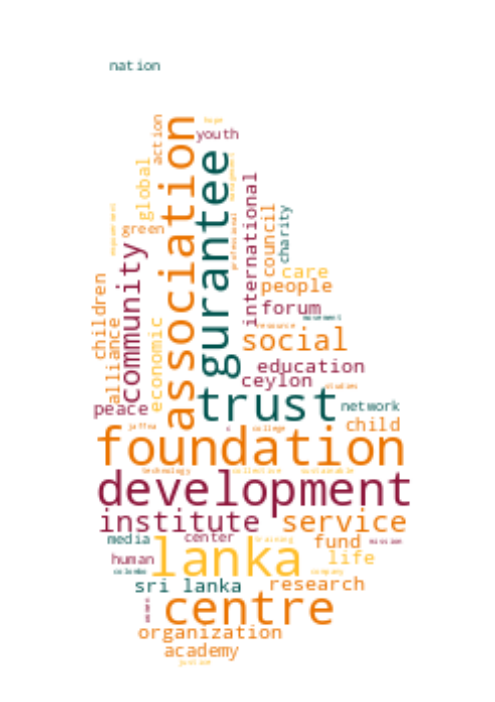 nation
hope
action
association
youth
gurantee
global
international
professional
council
charity
green
care
community
children
people
forum
movement
resource
alliance
economic
social
education
ceylon
studies
peace
trust
network
jaffna
college
child
foundation
technology
collective
sustainable
development
institute
service
media
center
training
fund
mission
human
lanka
life
colombo
company
sri lanka
research
centre
organization
academy
justice